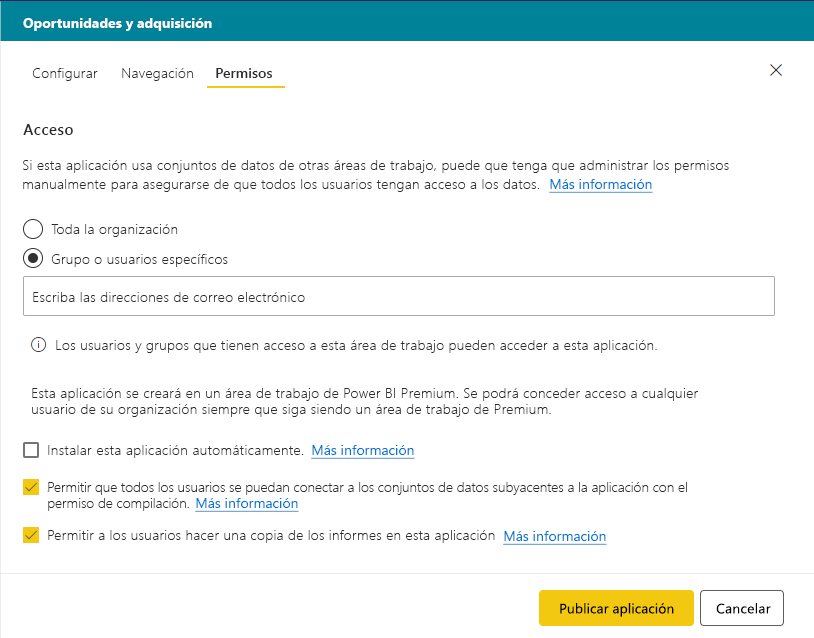 Oportunidades y adquisición
Configurar Navegación Permisos
Acceso
Si esta aplicación usa conjuntos de datos de otras áreas de trabajo, puede que tenga que administrar los permisos
manualmente para asegurarse de que todos los usuarios tengan acceso a los datos. Más información
Toda la organización
Grupo o usuarios específicos
Escriba las direcciones de correo electrónico
Los usuarios y grupos que tienen acceso a esta área de trabajo pueden acceder a esta aplicación.
Esta aplicación se creará en un área de trabajo de Power BI Premium. Se podrá conceder acceso a cualquier
usuario de su organización siempre que siga siendo un área de trabajo de Premium.
Instalar esta aplicación automáticamente. Más información
Permitir que todos los usuarios se puedan conectar a los conjuntos de datos subyacentes a la aplicación con el
permiso de compilación. Más información
Permitir a los usuarios hacer una copia de los informes en esta aplicación Más información
Publicar aplicación Cancelar